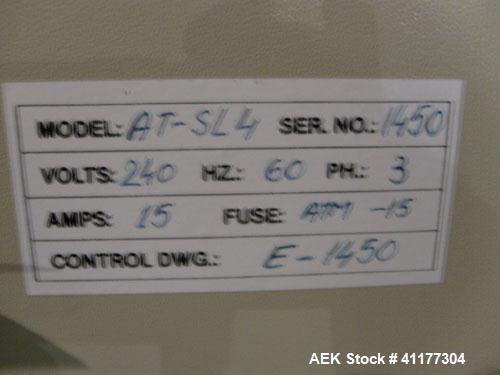 MODEL: AT-SL4 SER. NO.: 1450
VOLTS: 240 HZ.: 60 PH.: 3
AMPS: 15 FUSE: ATM -15
CONTROL DWG.: E-1450
AEK Stock # 41177304